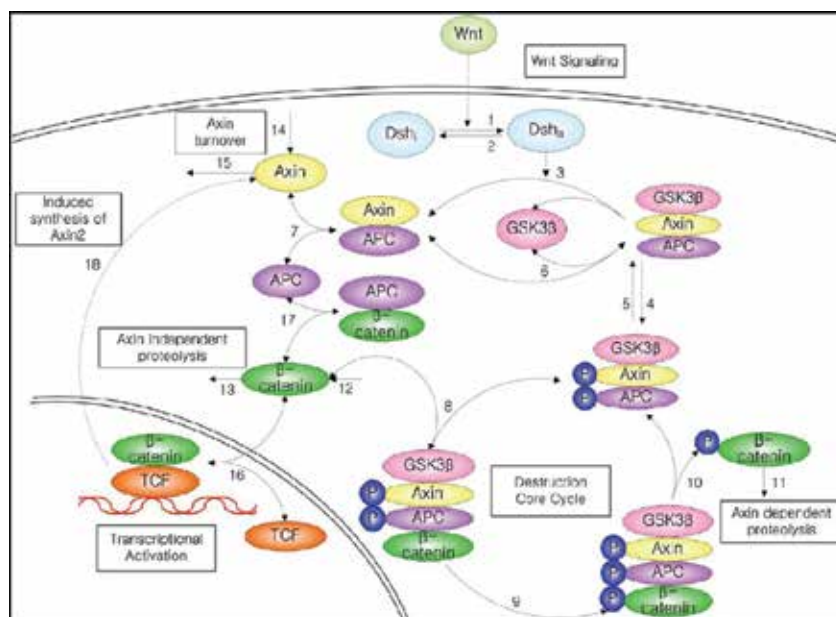 Wnt
Wnt Signaling
Axin
turnover
14
15
Axin
Dshi
1
2
Dsha
3
Induced
synthesis of
Axin2
18
7
Axin
APC
GSK3β
6
GSK3β
Axin
APC
5
4
APC
17
APC
β-
catenin
Axin Independent
proteolysis
13
β-
catenin
12
8
GSK3β
P
Axin
P
APC
β-
catenin
TCF
16
TCF
Transcriptional
Activation
GSK3β
P
Axin
P
APC
β-
catenin
Destruction
Core Cycle
9
10
P
β-
catenin
11
Axin dependent
proteolysis
GSK3β
P
Axin
P
APC
P
β-
catenin